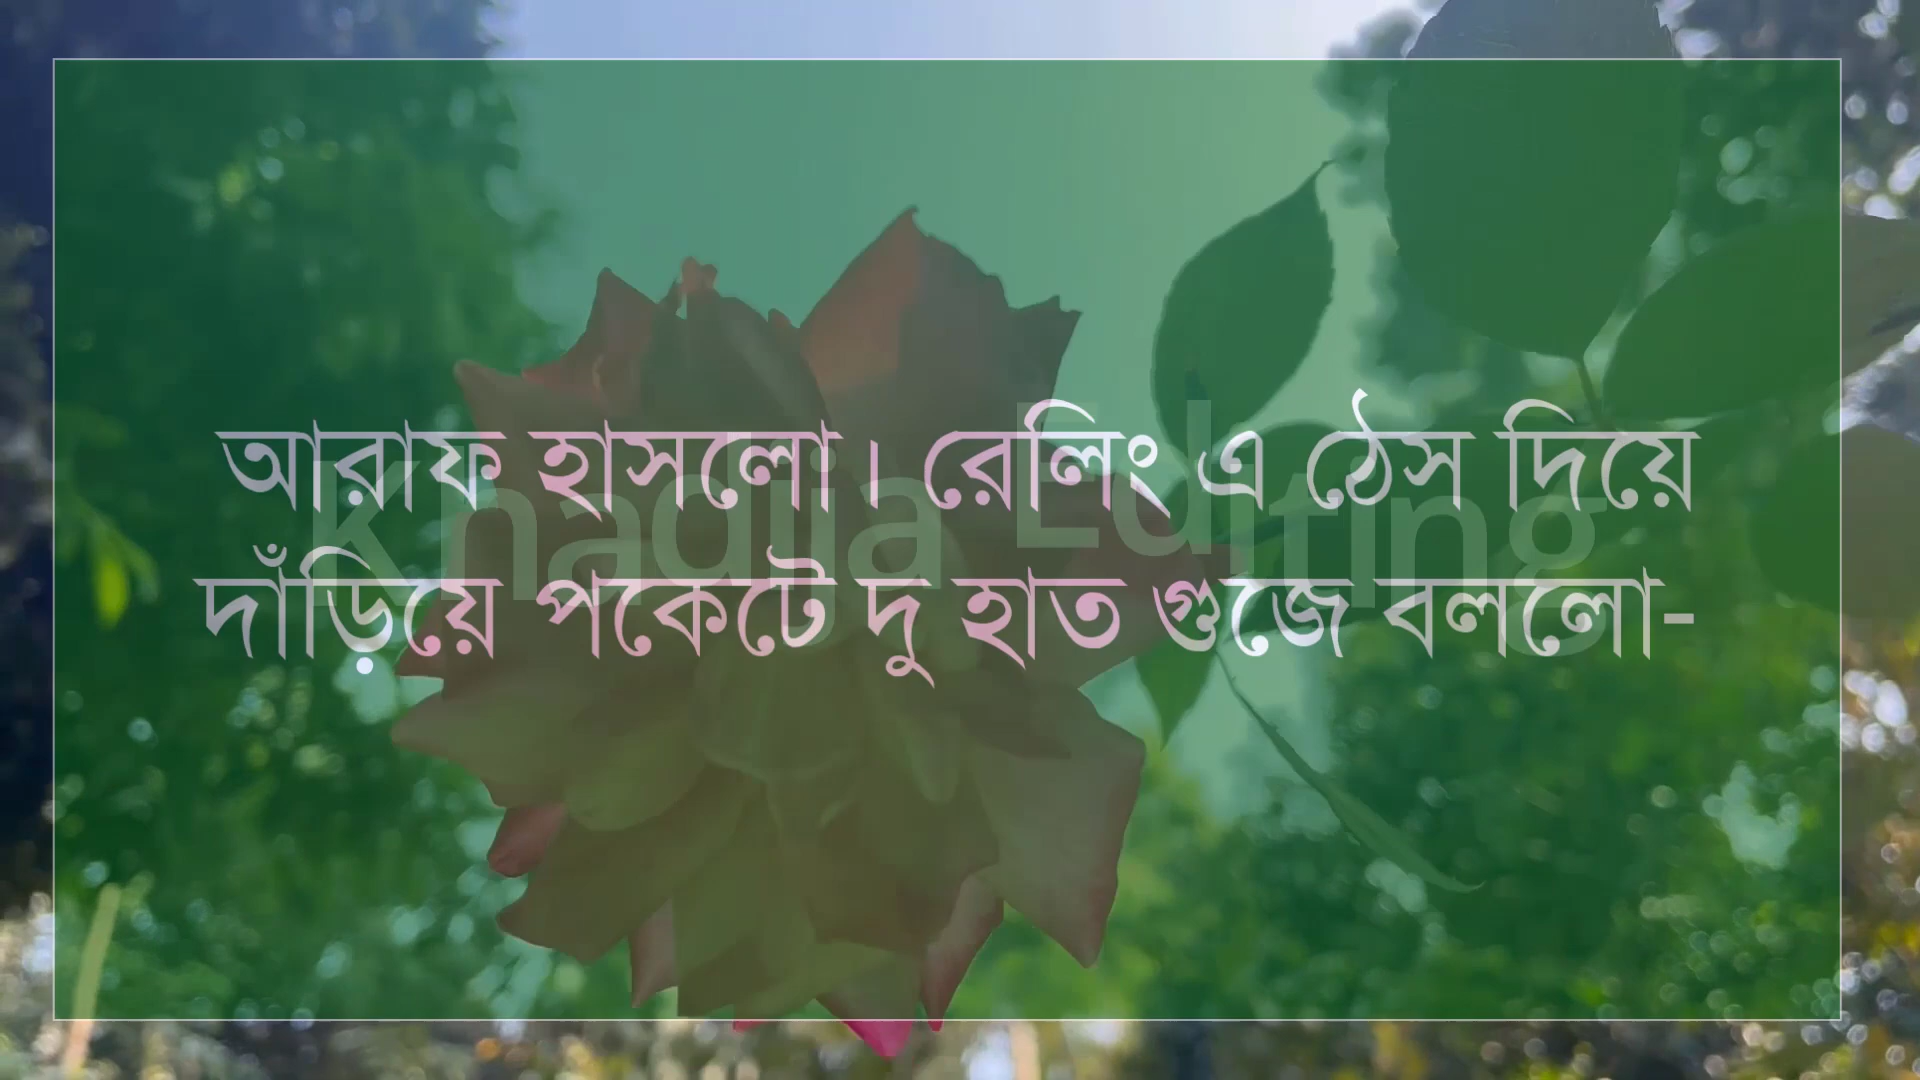 আরাফ হাসলো। রেলিং এ ঠেস দিয়ে
Khadija Editing
দাঁড়িয়ে পকেটে দু হাত গুজে বললো-